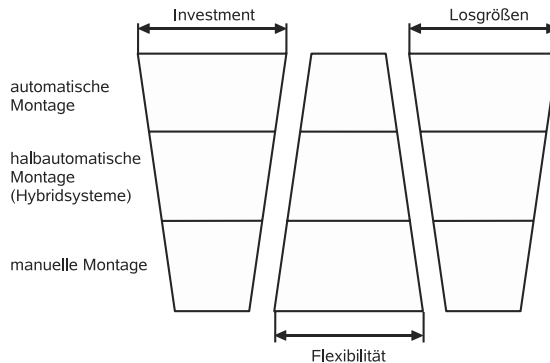 Investment
Losgrößen
automatische
Montage
halbautomatische
Montage
(Hybridsysteme)
manuelle Montage
Flexibilität